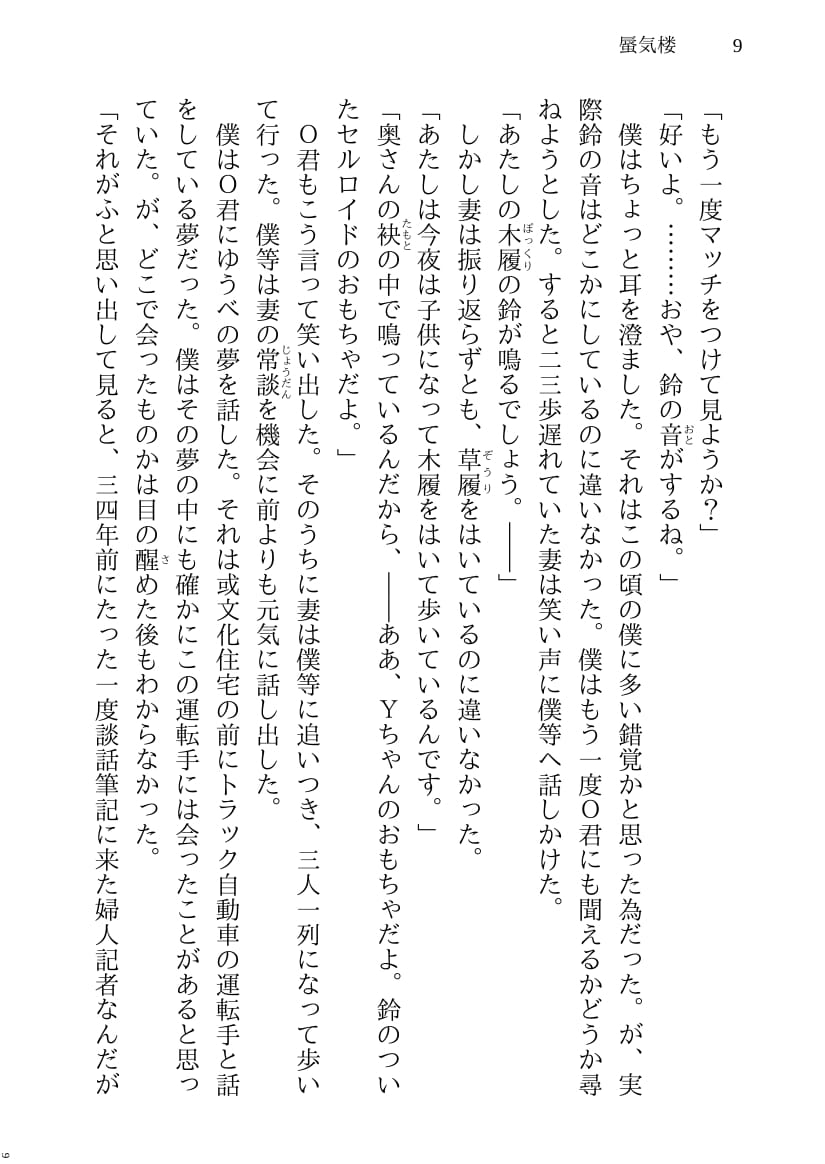 蜃気楼 9
「もう一度マッチをつけて見ようか？」
「好いよ。………おや、鈴の音がするね。」
僕はちょっと耳を澄ました。それはこの頃の僕に多い錯覚かと思った為だった。が、実
際鈴の音はどこかにしているのに違いなかった。僕はもう一度Ｏ君にも聞えるかどうか尋
ねようとした。すると二三歩遅れていた妻は笑い声に僕等へ話しかけた。
「あたしの木履の鈴が鳴るでしょう。――」
しかし妻は振り返らずとも、草履をはいているのに違いなかった。
「あたしは今夜は子供になって木履をはいて歩いているんです。」
「奥さんの袂の中で鳴っているんだから、――ああ、Ｙちゃんのおもちゃだよ。鈴のつい
たセルロイドのおもちゃだよ。」
Ｏ君もこう言って笑い出した。そのうちに妻は僕等に追いつき、三人一列になって歩い
て行った。僕等は妻の常談を機会に前よりも元気に話し出した。
僕はＯ君にゆうべの夢を話した。それは或文化住宅の前にトラック自動車の運転手と話
をしている夢だった。僕はその夢の中にも確かにこの運転手には会ったことがあると思っ
ていた。が、どこで会ったものかは目の醒めた後もわからなかった。
「それがふと思い出して見ると、三四年前にたった一度談話筆記に来た婦人記者なんだが
9